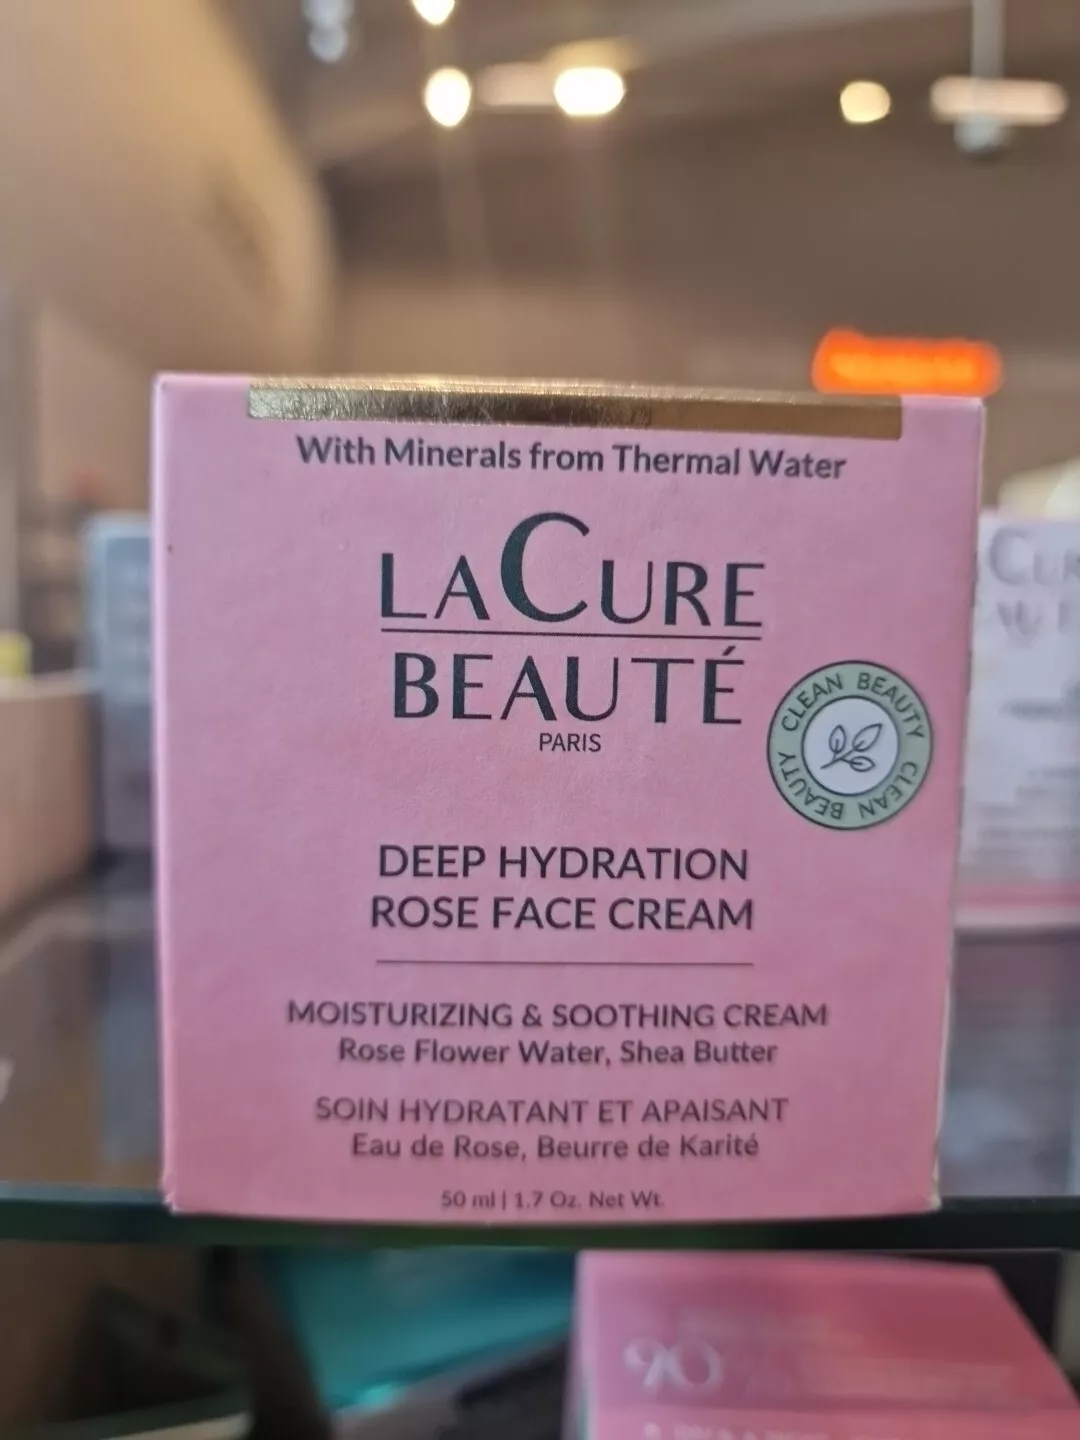 With Minerals from Thermal Water
LACURE
BEAUTÉ
PARIS
CLEAN BEAUTY CLEAN BEAUTY
DEEP HYDRATION
ROSE FACE CREAM
MOISTURIZING & SOOTHING CREAM
Rose Flower Water, Shea Butter
SOIN HYDRATANT ET APAISANT
Eau de Rose, Beurre de Karité
50 ml | 1.7 Oz. Net Wt.
90